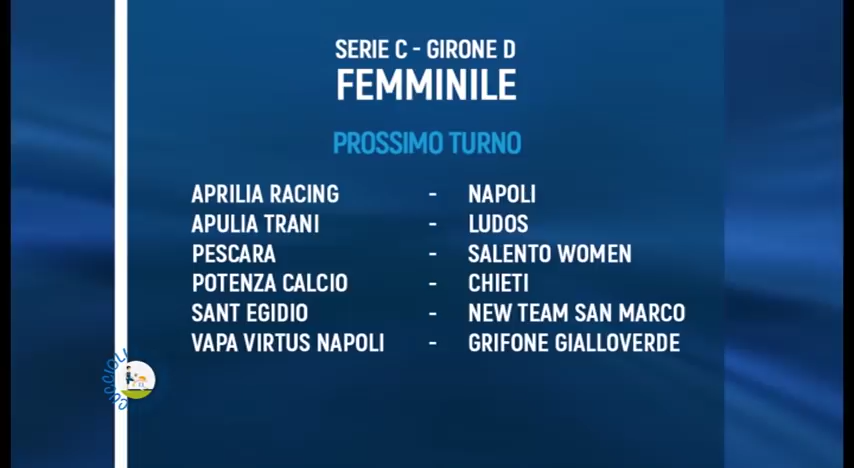 SERIE C - GIRONE D
FEMMINILE
PROSSIMO TURNO
APRILIA RACING - NAPOLI
APULIA TRANI - LUDOS
PESCARA - SALENTO WOMEN
POTENZA CALCIO - CHIETI
SANT EGIDIO - NEW TEAM SAN MARCO
VAPA VIRTUS NAPOLI - GRIFONE GIALLOVERDE